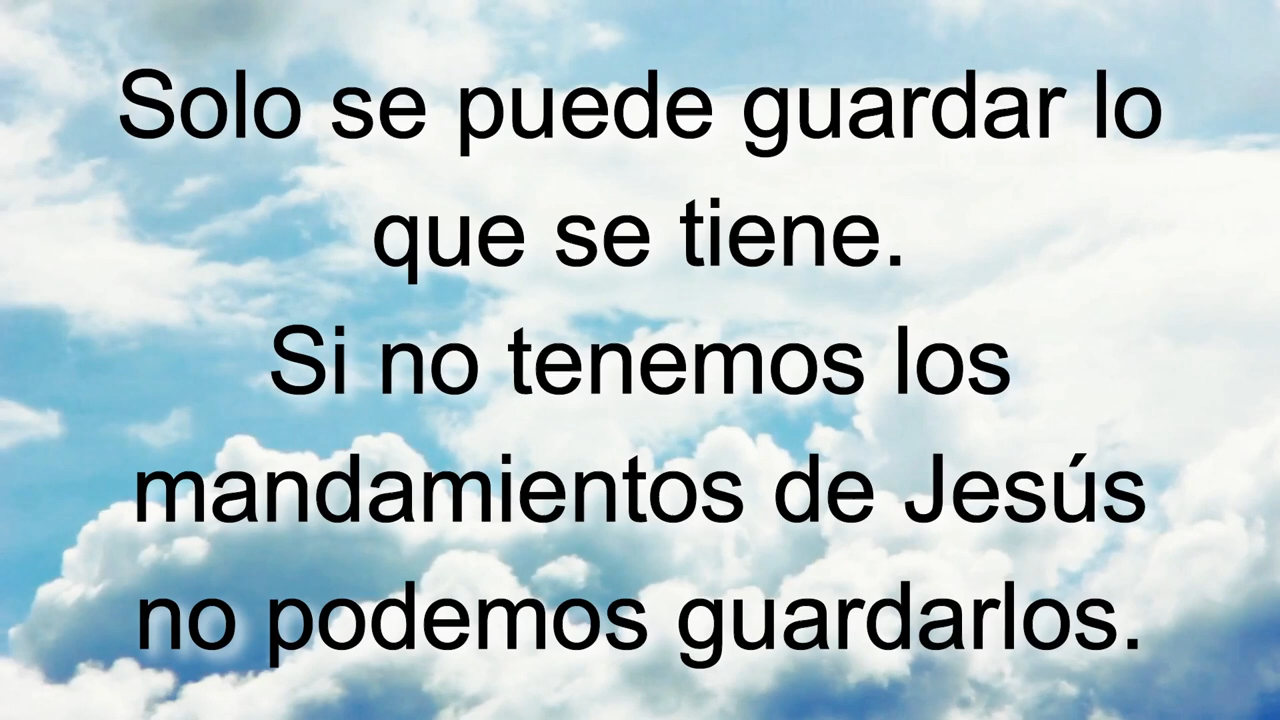 Solo se puede guardar lo
que se tiene.
Si no tenemos los
mandamientos de Jesús
no podemos guardarlos.